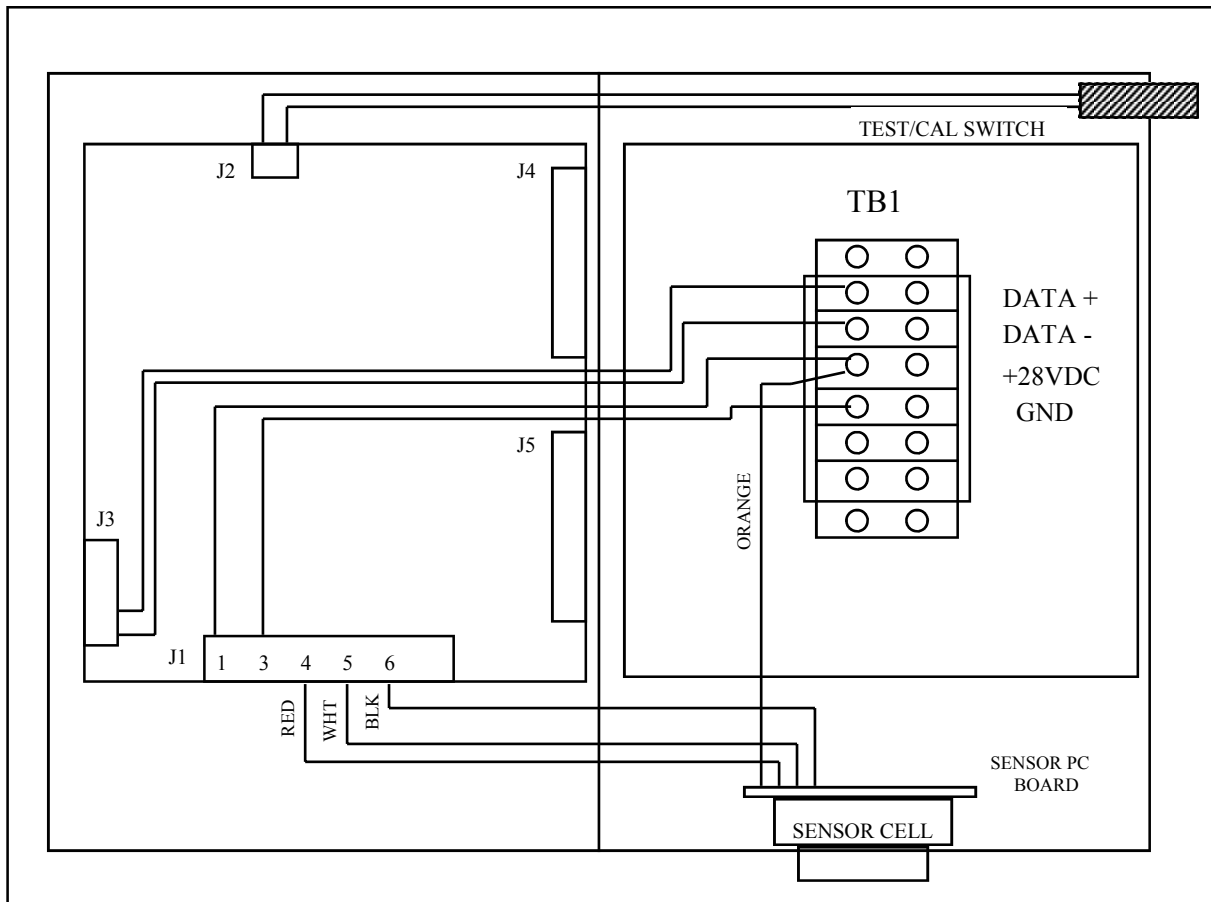 TEST/CAL SWITCH
J2
J4
TB1
DATA +
DATA -
+28VDC
GND
J5
ORANGE
J3
J1
1 3 4 5 6
RED
WHT
BLK
SENSOR PC
BOARD
SENSOR CELL